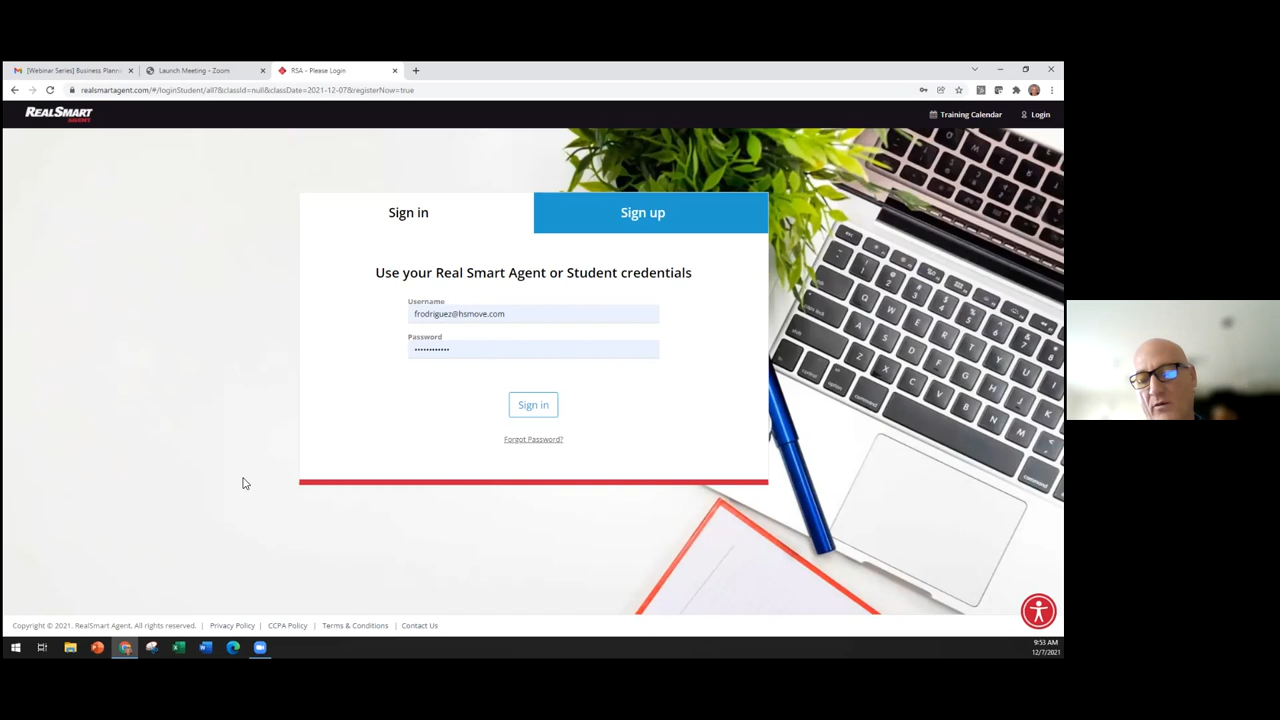 [Webinar Series] Business Planni
Launch Meeting - Zoom
RSA - Please Login
realsmartagent.com/#/loginStudent/all?&classId=null&classDate=2021-12-07&registerNow=true
REALSMART
AGENT
Training Calendar
Login
Sign in
Sign up
Use your Real Smart Agent or Student credentials
Username
frodriguez@hsmove.com
Password
••••••••••••
Sign in
Forgot Password?
Copyright © 2021. RealSmart Agent. All rights reserved. | Privacy Policy | CCPA Policy | Terms & Conditions | Contact Us
9:53 AM
12/7/2021